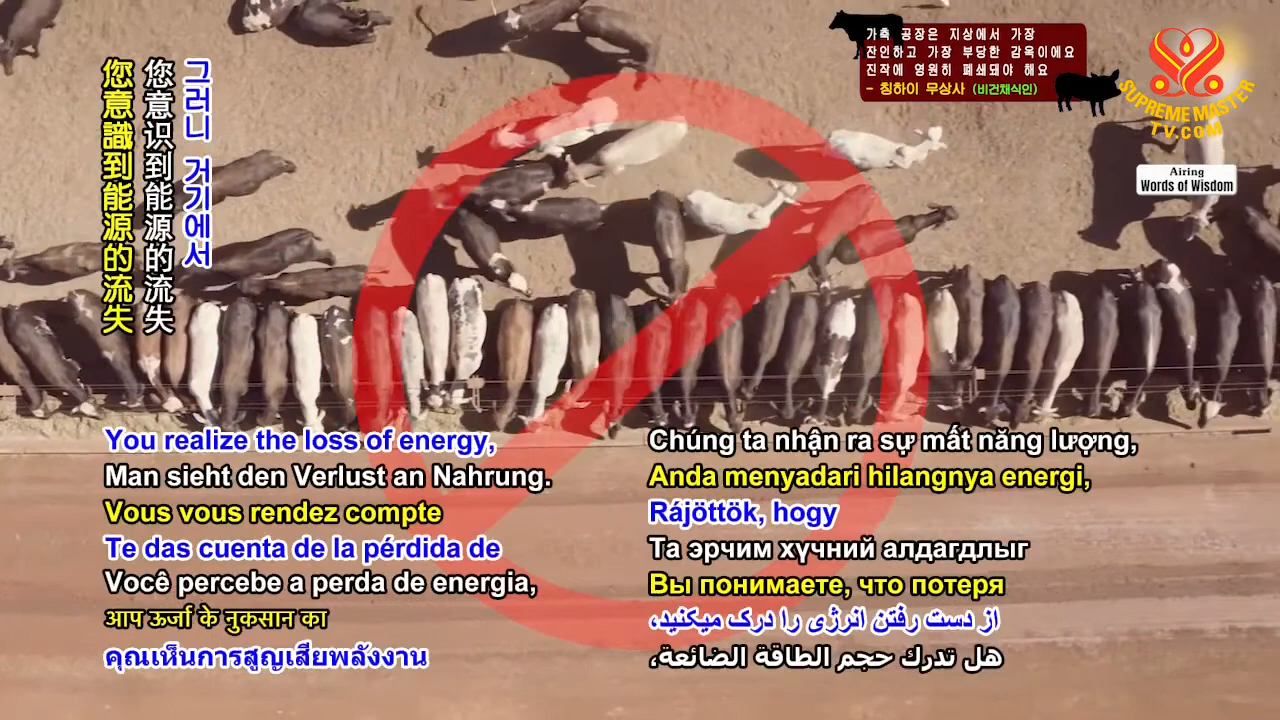 가축 공장은 지상에서 가장
잔인하고 가장 부당한 감옥이에요
진작에 영원히 폐쇄돼야 해요
- 칭하이 무상사 (비건채식인)
SUPREME MASTER
TV.COM
Airing
Words of Wisdom
그러니 거기에서
您意识到能源的流失
您意識到能源的流失
You realize the loss of energy,
Man sieht den Verlust an Nahrung.
Vous vous rendez compte
Te das cuenta de la pérdida de
Você percebe a perda de energia,
आप ऊर्जा के नुकसान का
คุณเห็นการสูญเสียพลังงาน
Chúng ta nhận ra sự mất năng lượng,
Anda menyadari hilangnya energi,
Rájöttök, hogy
Та эрчим хүчний алдагдлыг
Вы понимаете, что потеря
از دست رفتن انرژی را درک میکنید،
هل تدرك حجم الطاقة الضائعة،